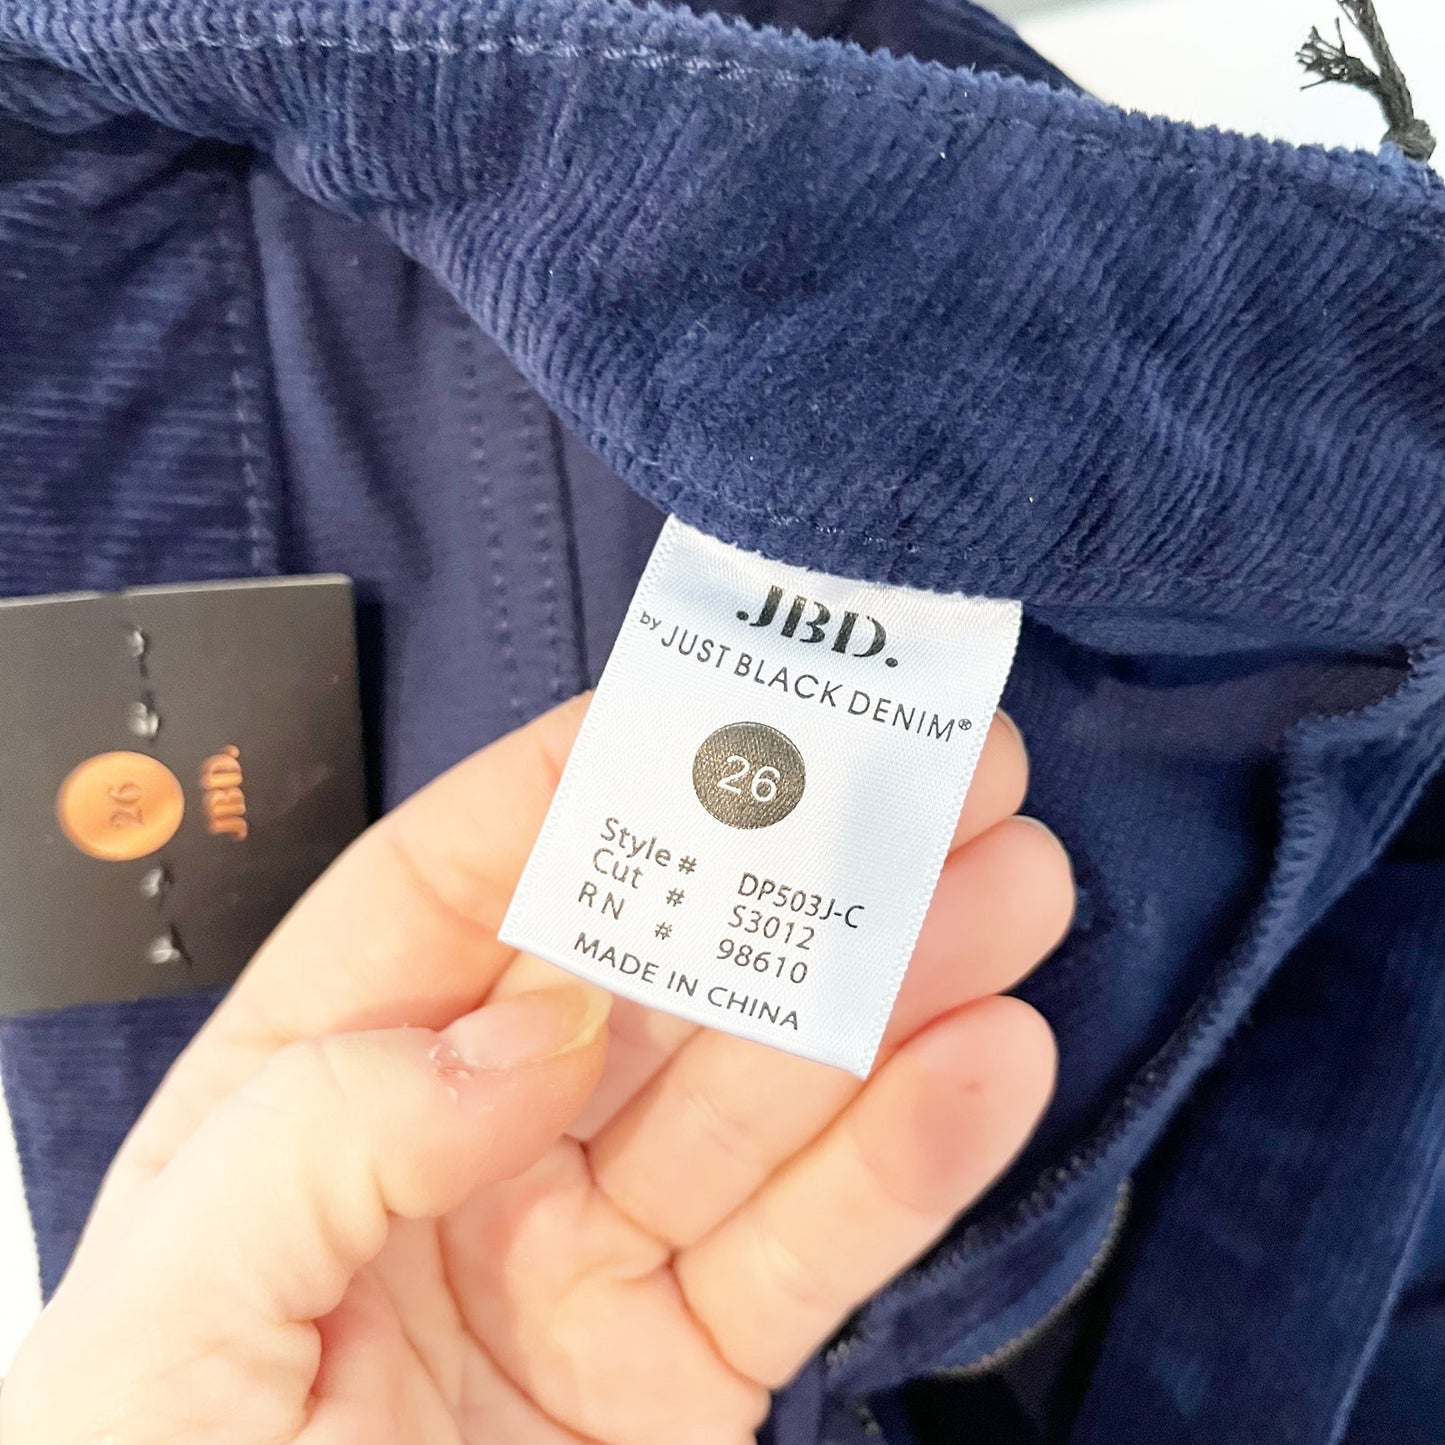 JBD.
by JUST BLACK DENIM®
26
Style # DP503J-C
Cut # S3012
RN # 98610
MADE IN CHINA
JBD.
26